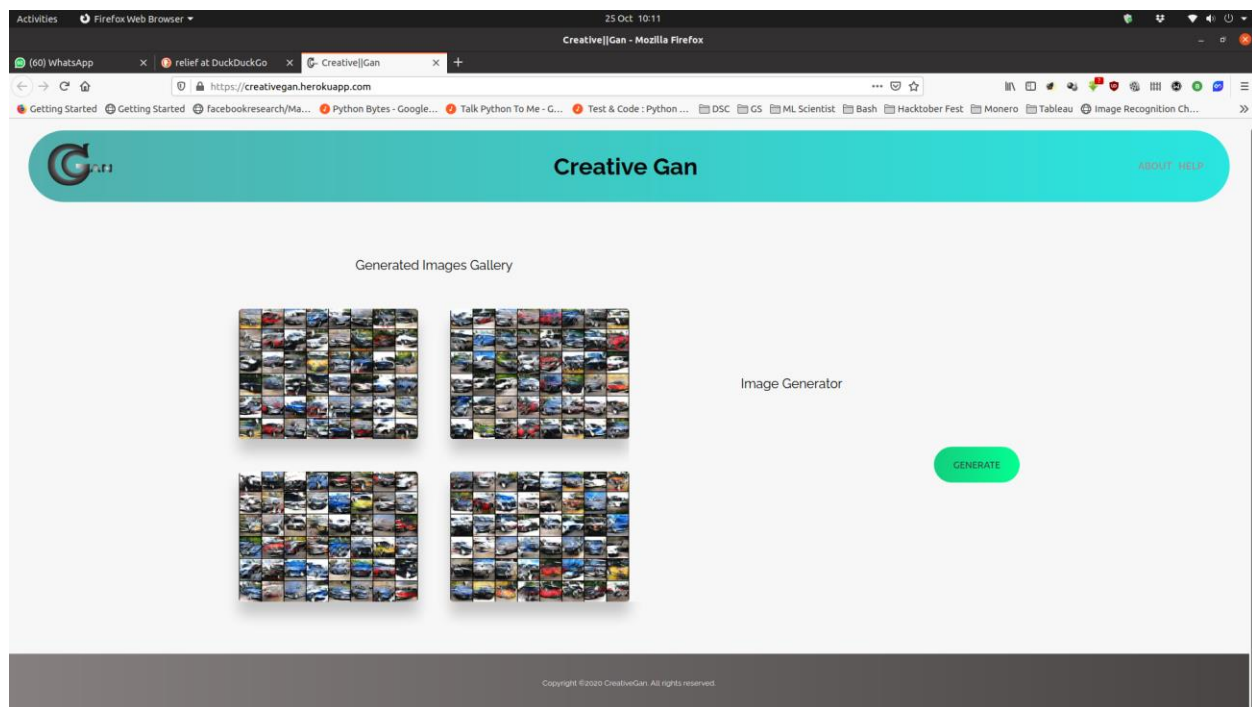 Activities Firefox Web Browser 25 Oct 10:11
Creative||Gan - Mozilla Firefox
(60) WhatsApp relief at DuckDuckGo Creative||Gan
https://creativegan.herokuapp.com
Getting Started Getting Started facebookresearch/Ma... Python Bytes - Google... Talk Python To Me - G... Test & Code : Python ... DSC GS ML Scientist Bash Hacktober Fest Monero Tableau Image Recognition Ch...
Gan Creative Gan ABOUT HELP
Generated Images Gallery
Image Generator
GENERATE
Copyright ©2020 CreativeGan. All rights reserved.